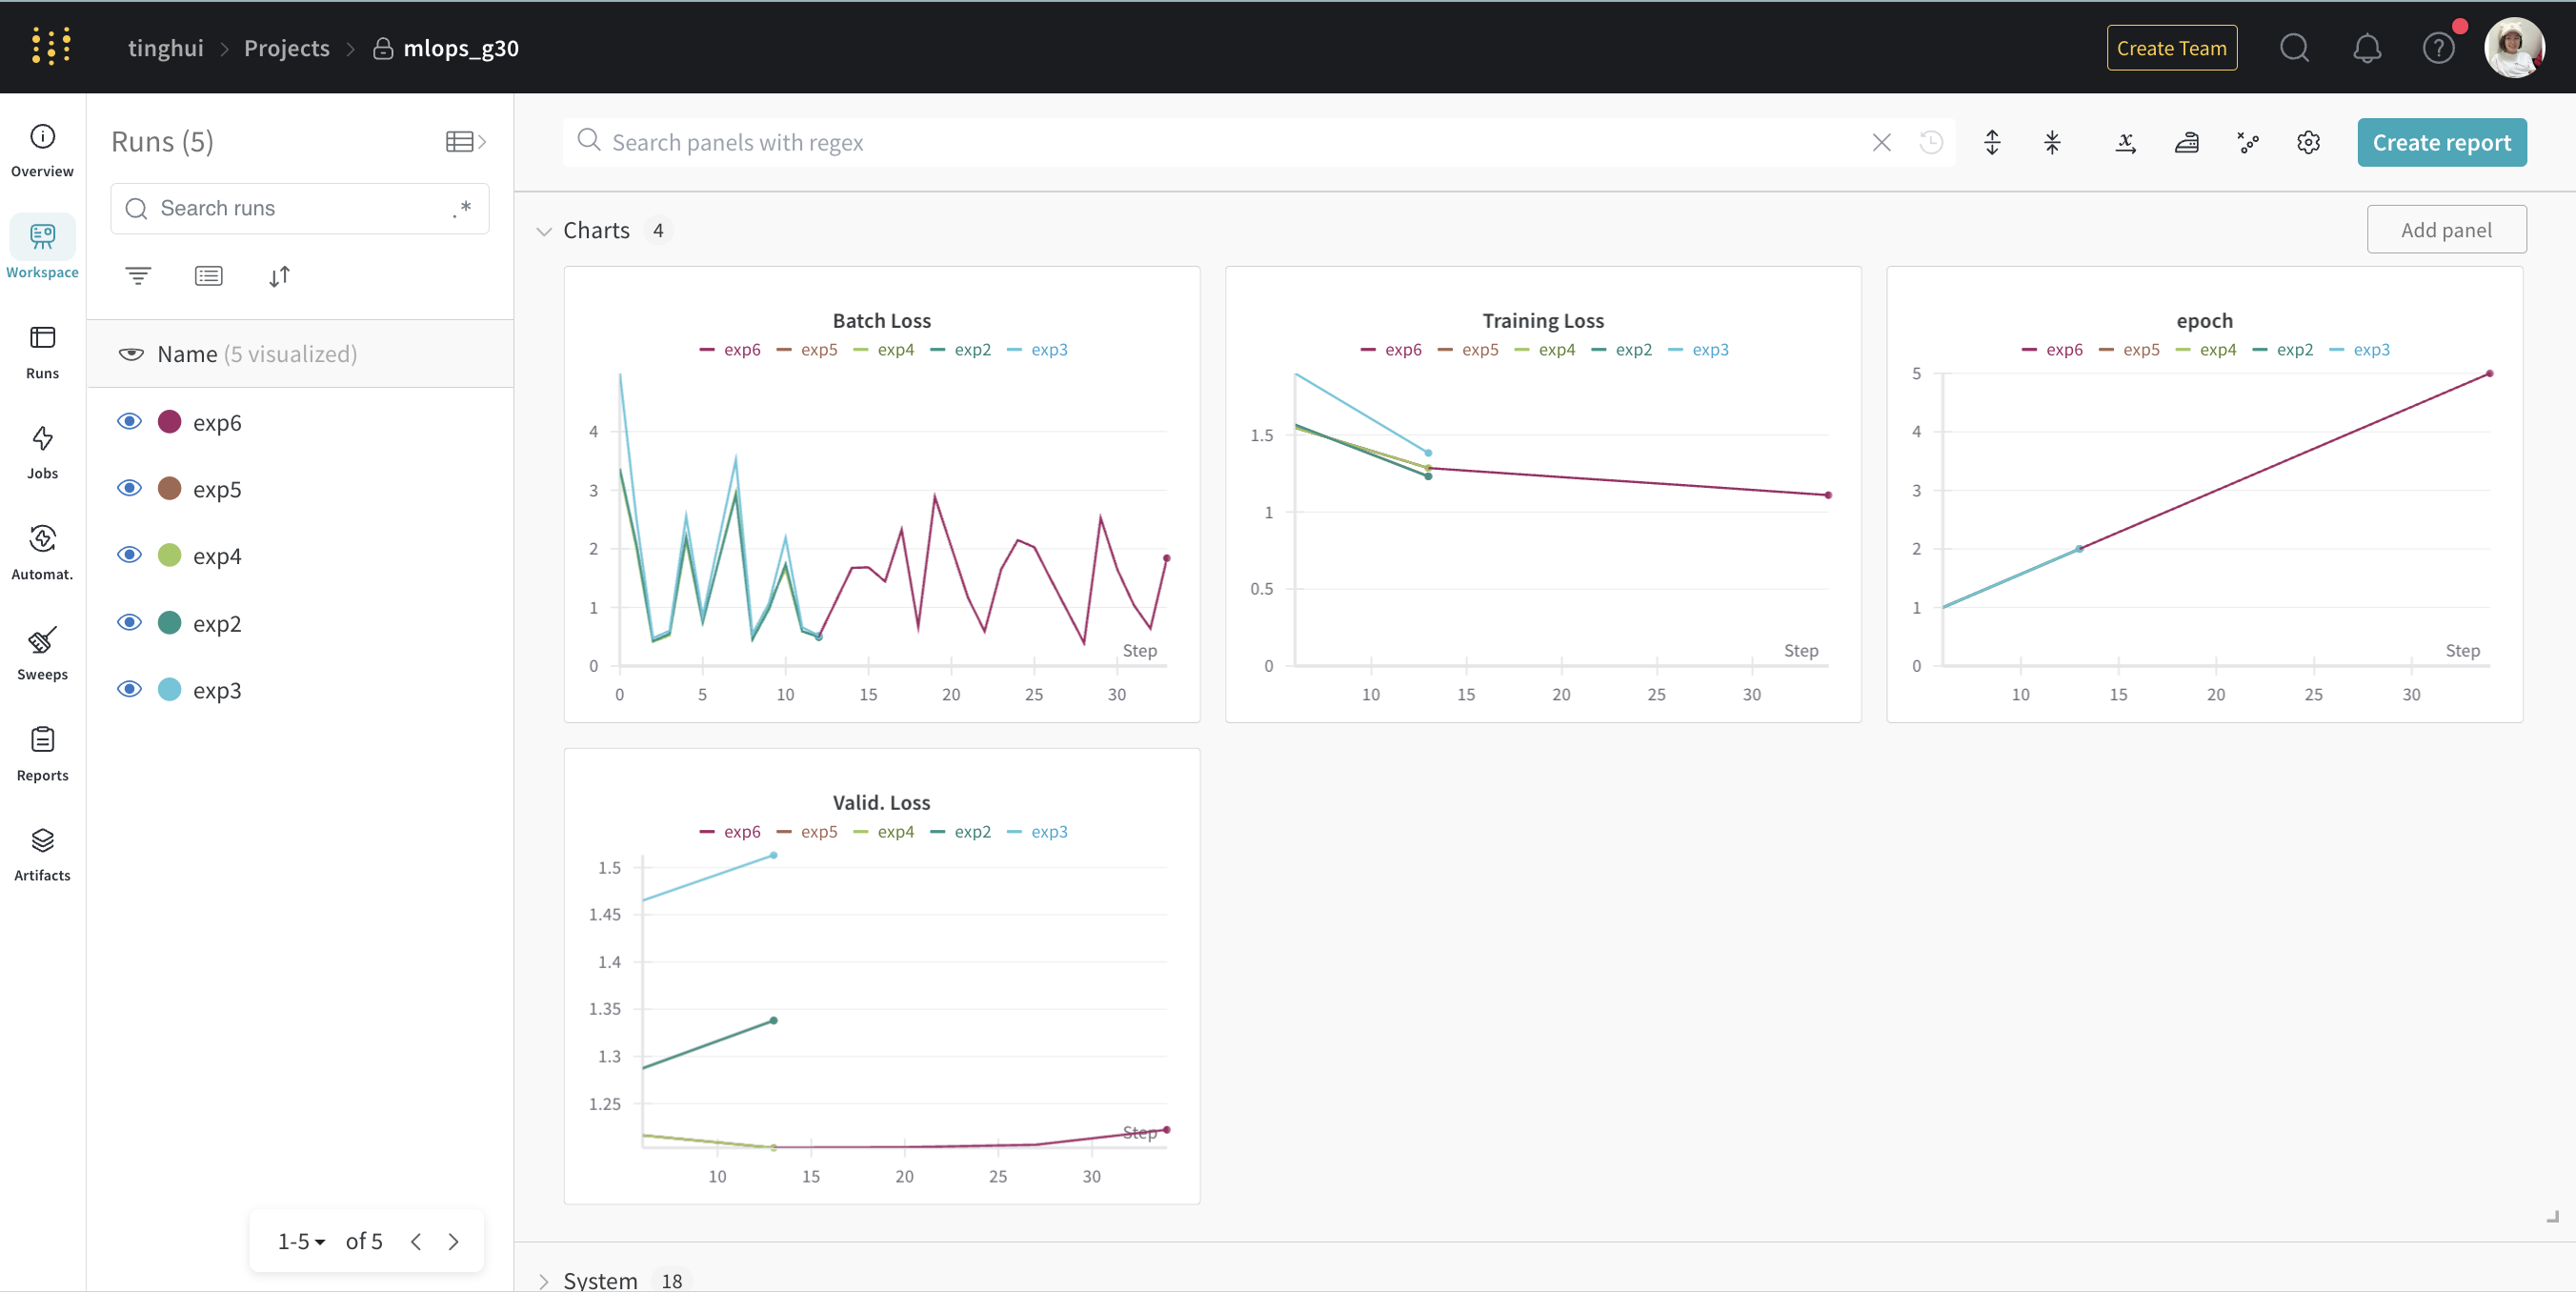 tinghui > Projects > mlops_g30
Create Team
Overview
Workspace
Runs
Jobs
Automat.
Sweeps
Reports
Artifacts
Runs (5)
Search runs
.*
Name (5 visualized)
exp6
exp5
exp4
exp2
exp3
1-5 of 5
Search panels with regex
Create report
Charts 4
Add panel
Batch Loss
exp6 exp5 exp4 exp2 exp3
4
3
2
1
0
Step
0 5 10 15 20 25 30
Training Loss
exp6 exp5 exp4 exp2 exp3
1.5
1
0.5
0
Step
10 15 20 25 30
epoch
exp6 exp5 exp4 exp2 exp3
5
4
3
2
1
0
Step
10 15 20 25 30
Valid. Loss
exp6 exp5 exp4 exp2 exp3
1.5
1.45
1.4
1.35
1.3
1.25
Step
10 15 20 25 30
System 18